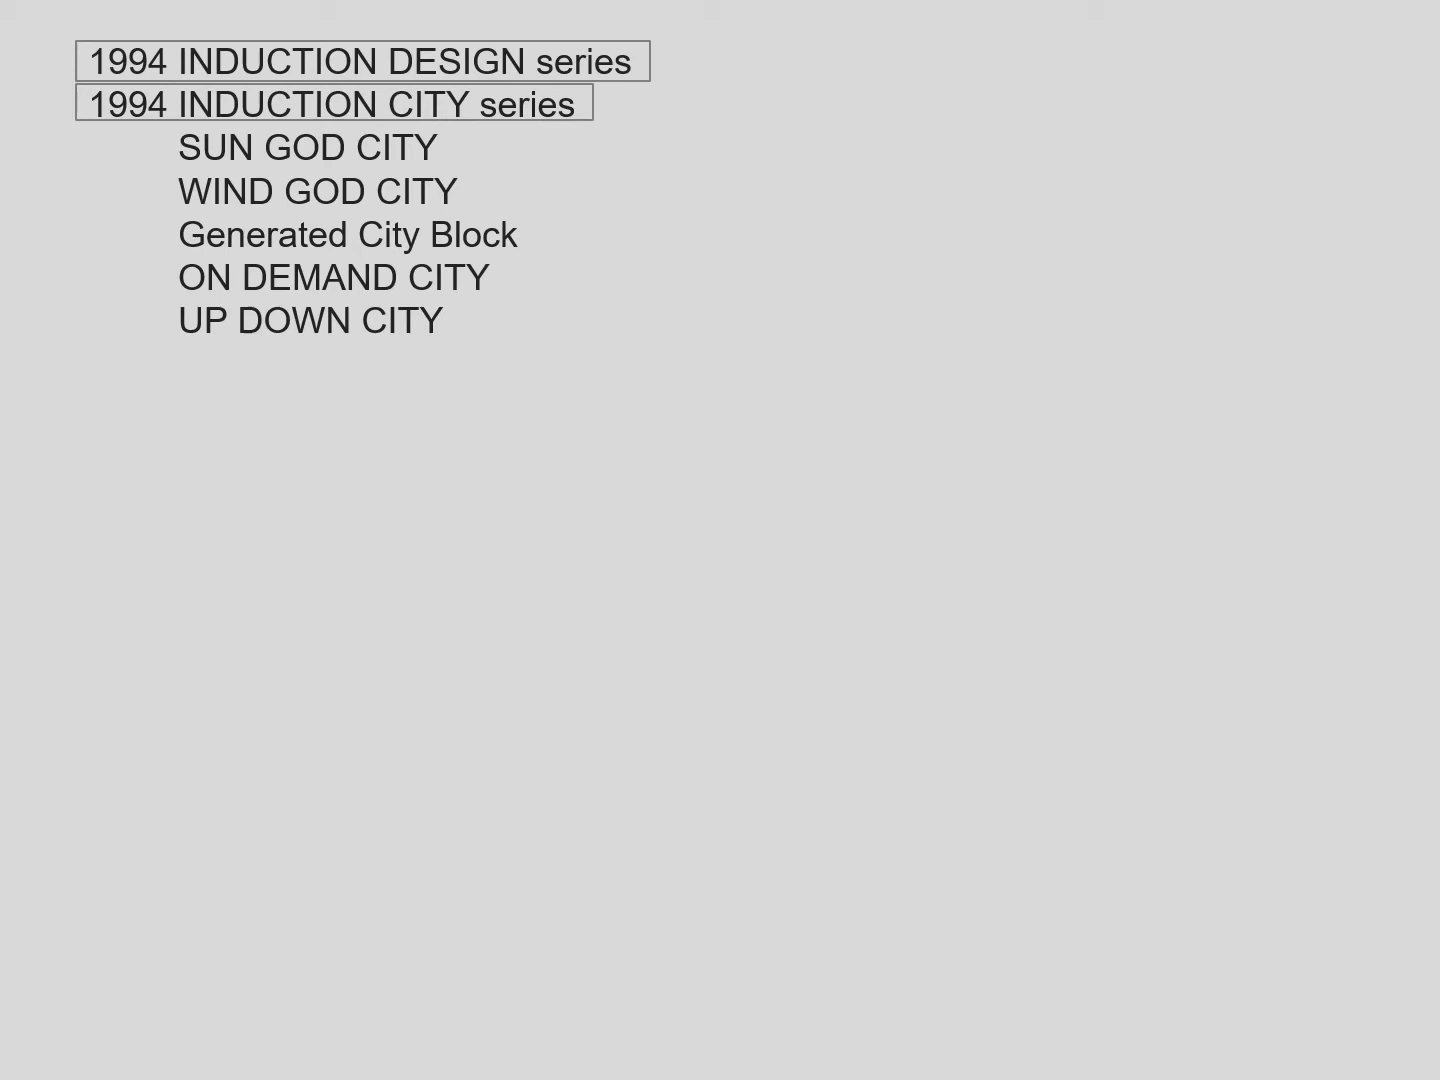 1994 INDUCTION DESIGN series
1994 INDUCTION CITY series
SUN GOD CITY
WIND GOD CITY
Generated City Block
ON DEMAND CITY
UP DOWN CITY